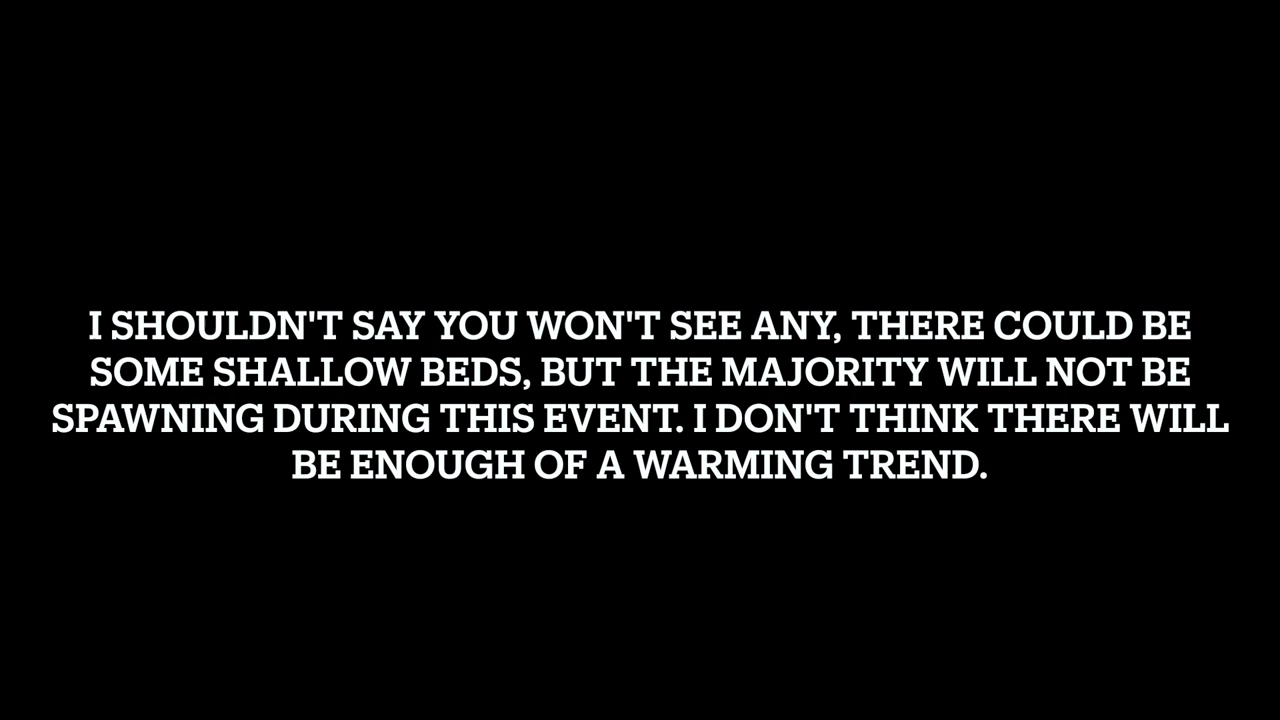 I SHOULDN'T SAY YOU WON'T SEE ANY, THERE COULD BE
SOME SHALLOW BEDS, BUT THE MAJORITY WILL NOT BE
SPAWNING DURING THIS EVENT. I DON'T THINK THERE WILL
BE ENOUGH OF A WARMING TREND.